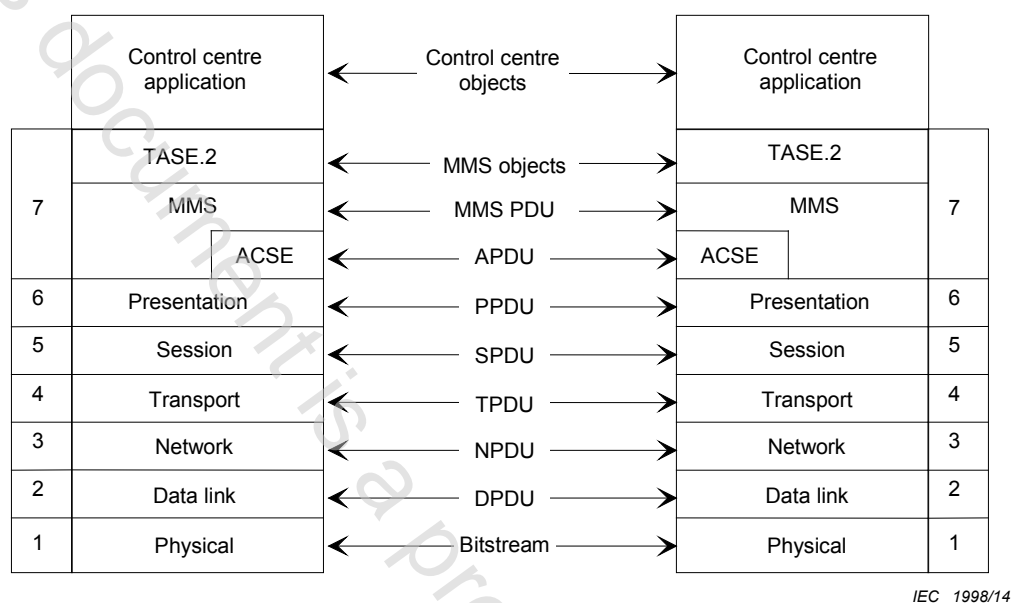 Control centre
application
Control centre
objects
Control centre
application
7
TASE.2
MMS objects
TASE.2
7
MMS
MMS PDU
MMS
ACSE
APDU
ACSE
6
Presentation
PPDU
Presentation
6
5
Session
SPDU
Session
5
4
Transport
TPDU
Transport
4
3
Network
NPDU
Network
3
2
Data link
DPDU
Data link
2
1
Physical
Bitstream
Physical
1
IEC 1998/14
document is a